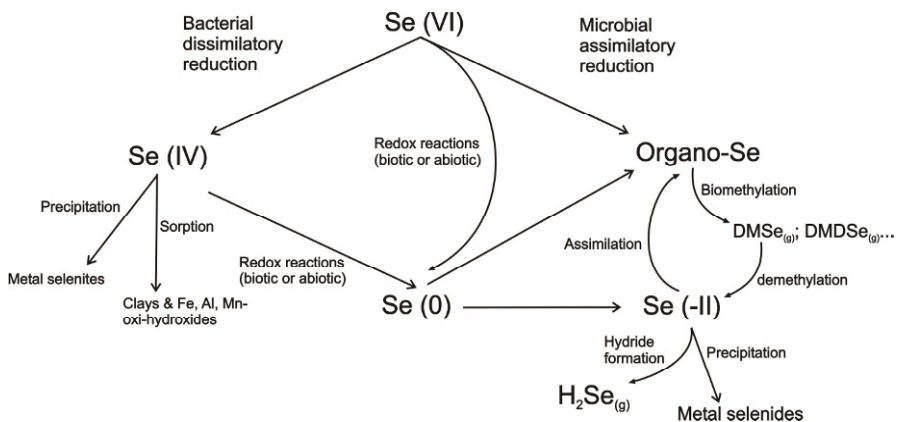 Se (VI)
Bacterial
dissimilatory
reduction
Microbial
assimilatory
reduction
Redox reactions
(biotic or abiotic)
Se (IV)
Organo-Se
Precipitation
Sorption
Biomethylation
DMSe(g); DMDSe(g)...
Assimilation
Redox reactions
(biotic or abiotic)
Metal selenites
demethylation
Clays & Fe, Al, Mn-
oxi-hydroxides
Se (0)
Se (-II)
Hydride
formation
Precipitation
H2Se(g)
Metal selenides